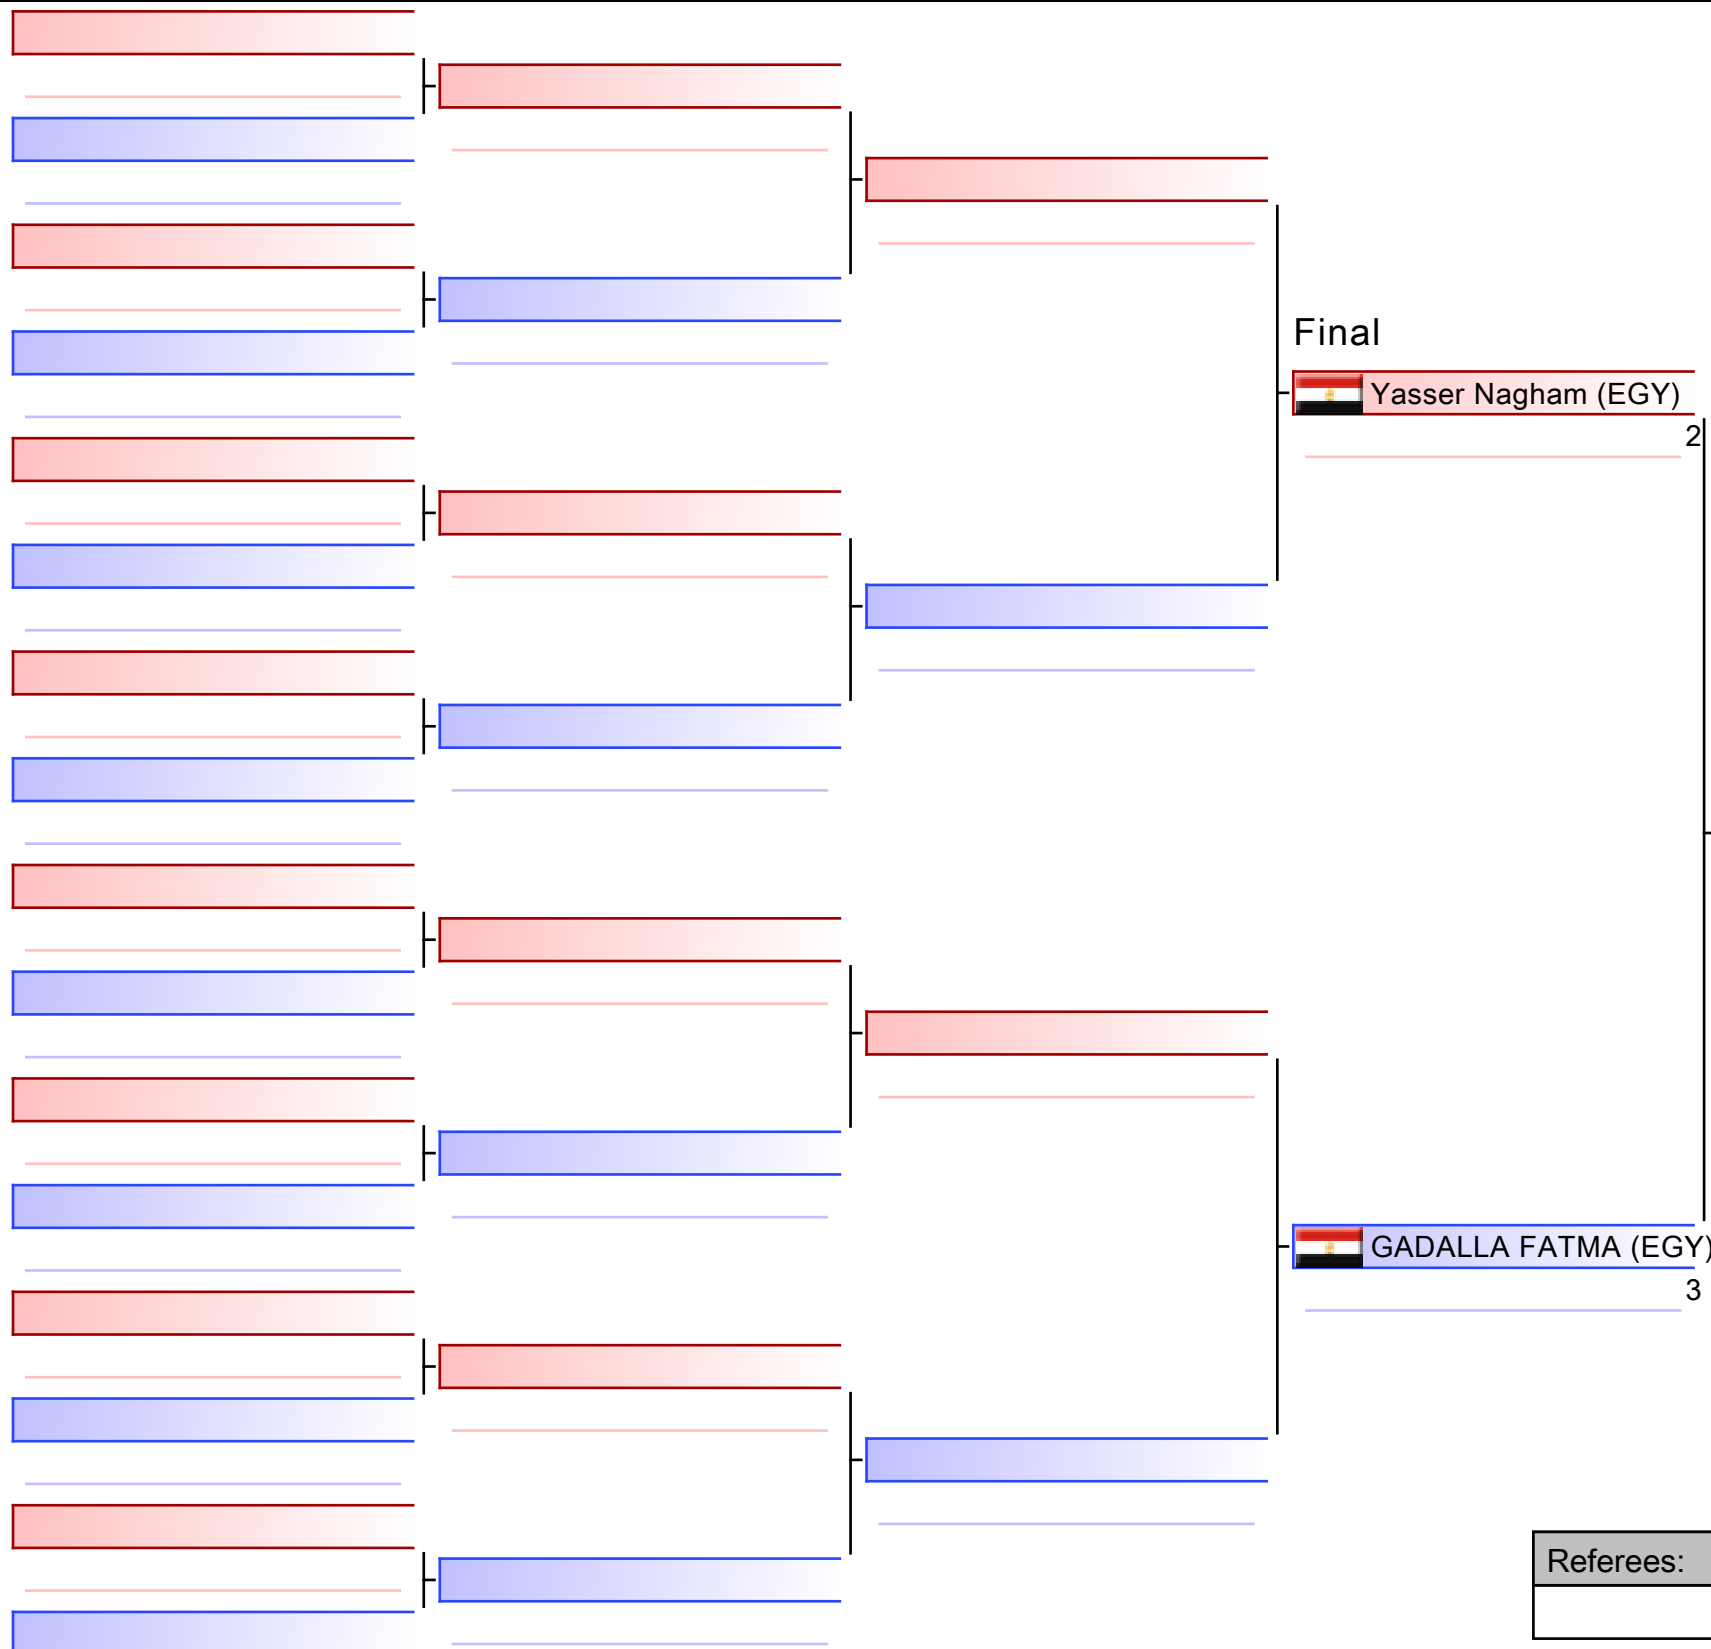 Final
Yasser Nagham (EGY)
2
GADALLA FATMA (EGY)
3
Referees: